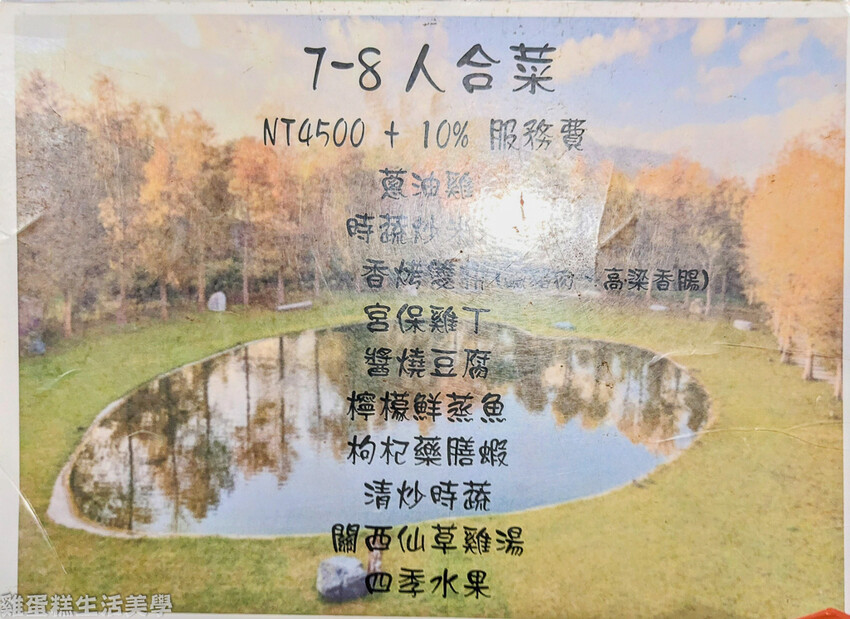 7-8 人合菜
NT4500 + 10% 服務費
蔥油雞
時蔬炒
香烤雙 高梁香腸)
宮保雞丁
醬燒豆腐
檸檬鮮蒸魚
枸杞藥膳蝦
清炒時蔬
關西仙草雞湯
四季水果
雞蛋糕生活美學